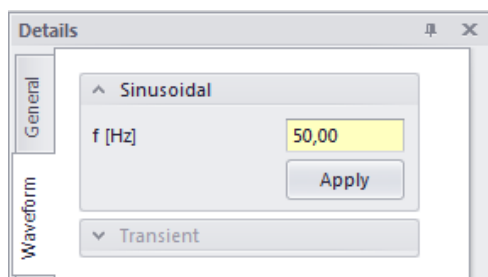 Details
General
Waveform
Sinusoidal
f [Hz] 50,00
Apply
Transient